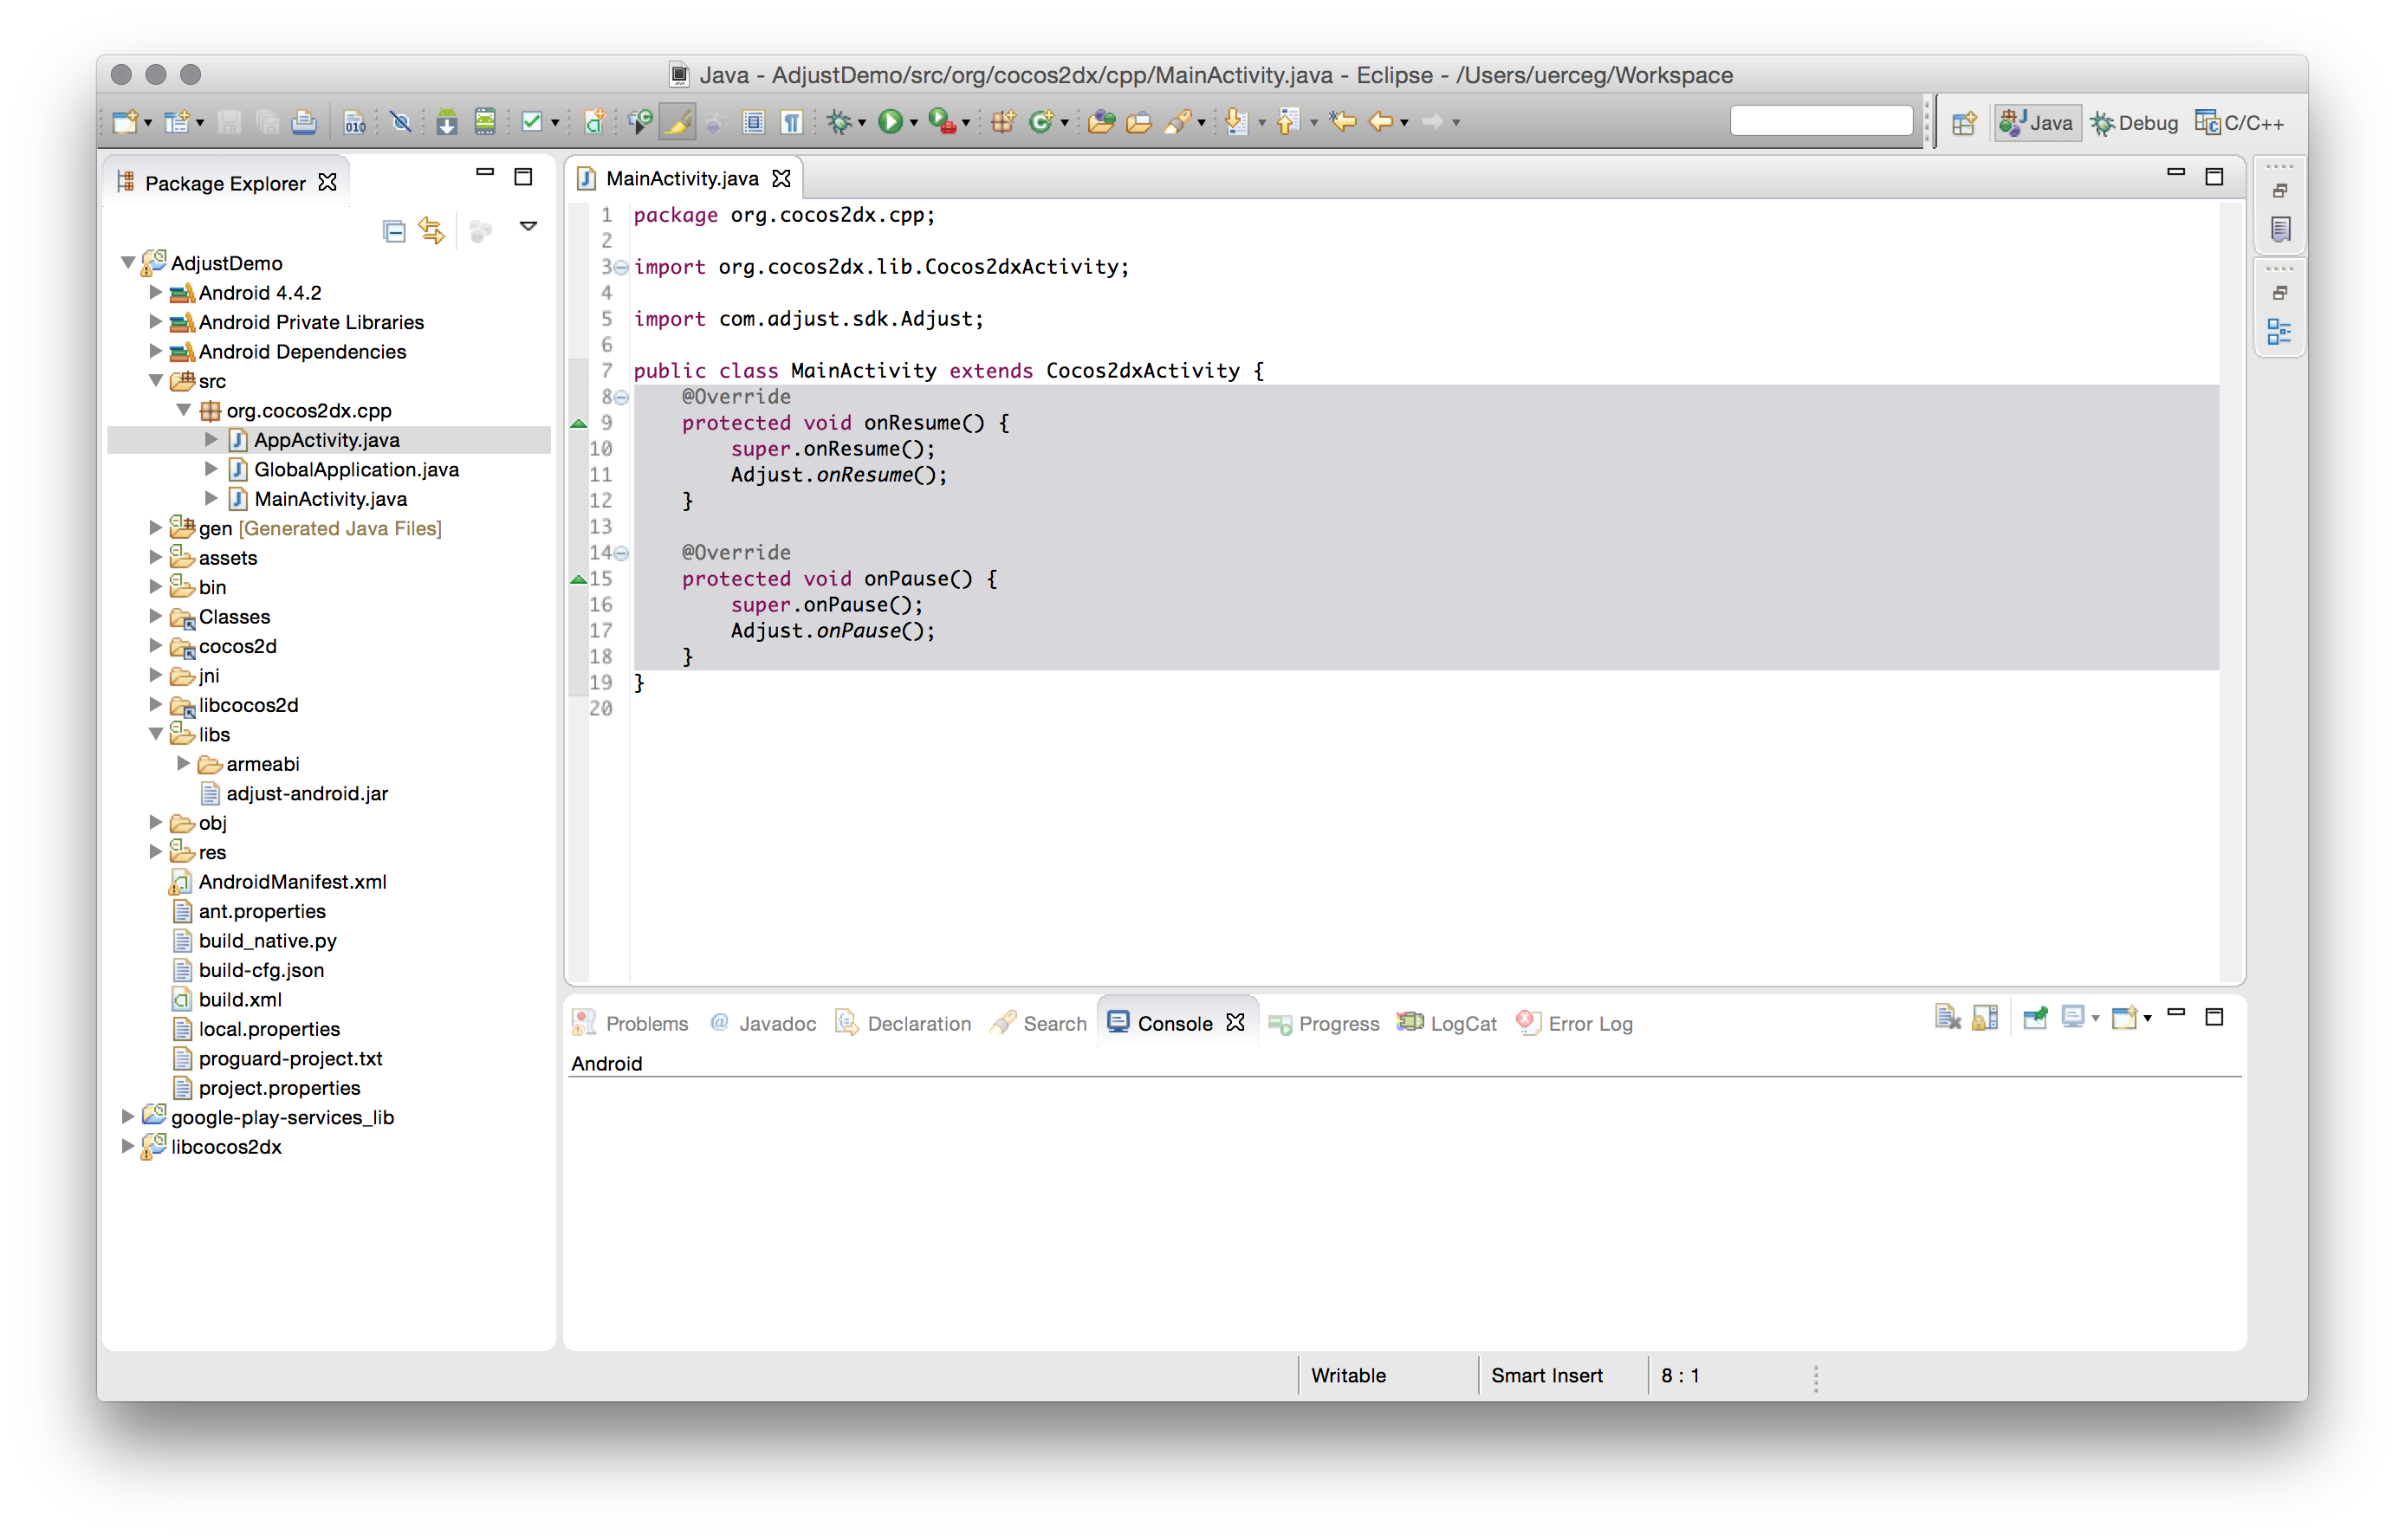 Java - AdjustDemo/src/org/cocos2dx/cpp/MainActivity.java - Eclipse - /Users/uerceg/Workspace
010
Java
Debug
C/C++
Package Explorer
AdjustDemo
Android 4.4.2
Android Private Libraries
Android Dependencies
src
org.cocos2dx.cpp
AppActivity.java
GlobalApplication.java
MainActivity.java
gen [Generated Java Files]
assets
bin
Classes
cocos2d
jni
libcocos2d
libs
armeabi
adjust-android.jar
obj
res
AndroidManifest.xml
ant.properties
build_native.py
build-cfg.json
build.xml
local.properties
proguard-project.txt
project.properties
google-play-services_lib
libcocos2dx
MainActivity.java
1 package org.cocos2dx.cpp;
2
3 import org.cocos2dx.lib.Cocos2dxActivity;
4
5 import com.adjust.sdk.Adjust;
6
7 public class MainActivity extends Cocos2dxActivity {
8 @Override
9 protected void onResume() {
10 super.onResume();
11 Adjust.onResume();
12 }
13
14 @Override
15 protected void onPause() {
16 super.onPause();
17 Adjust.onPause();
18 }
19 }
20
Problems @ Javadoc Declaration Search Console Progress LogCat Error Log
Android
Writable Smart Insert 8 : 1